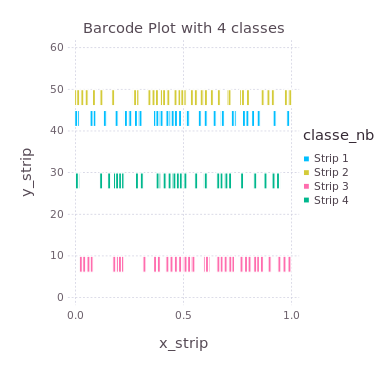 Barcode Plot with 4 classes
y_strip
60
50
40
30
20
10
0
0.0
0.5
1.0
x_strip
classe_nb
Strip 1
Strip 2
Strip 3
Strip 4